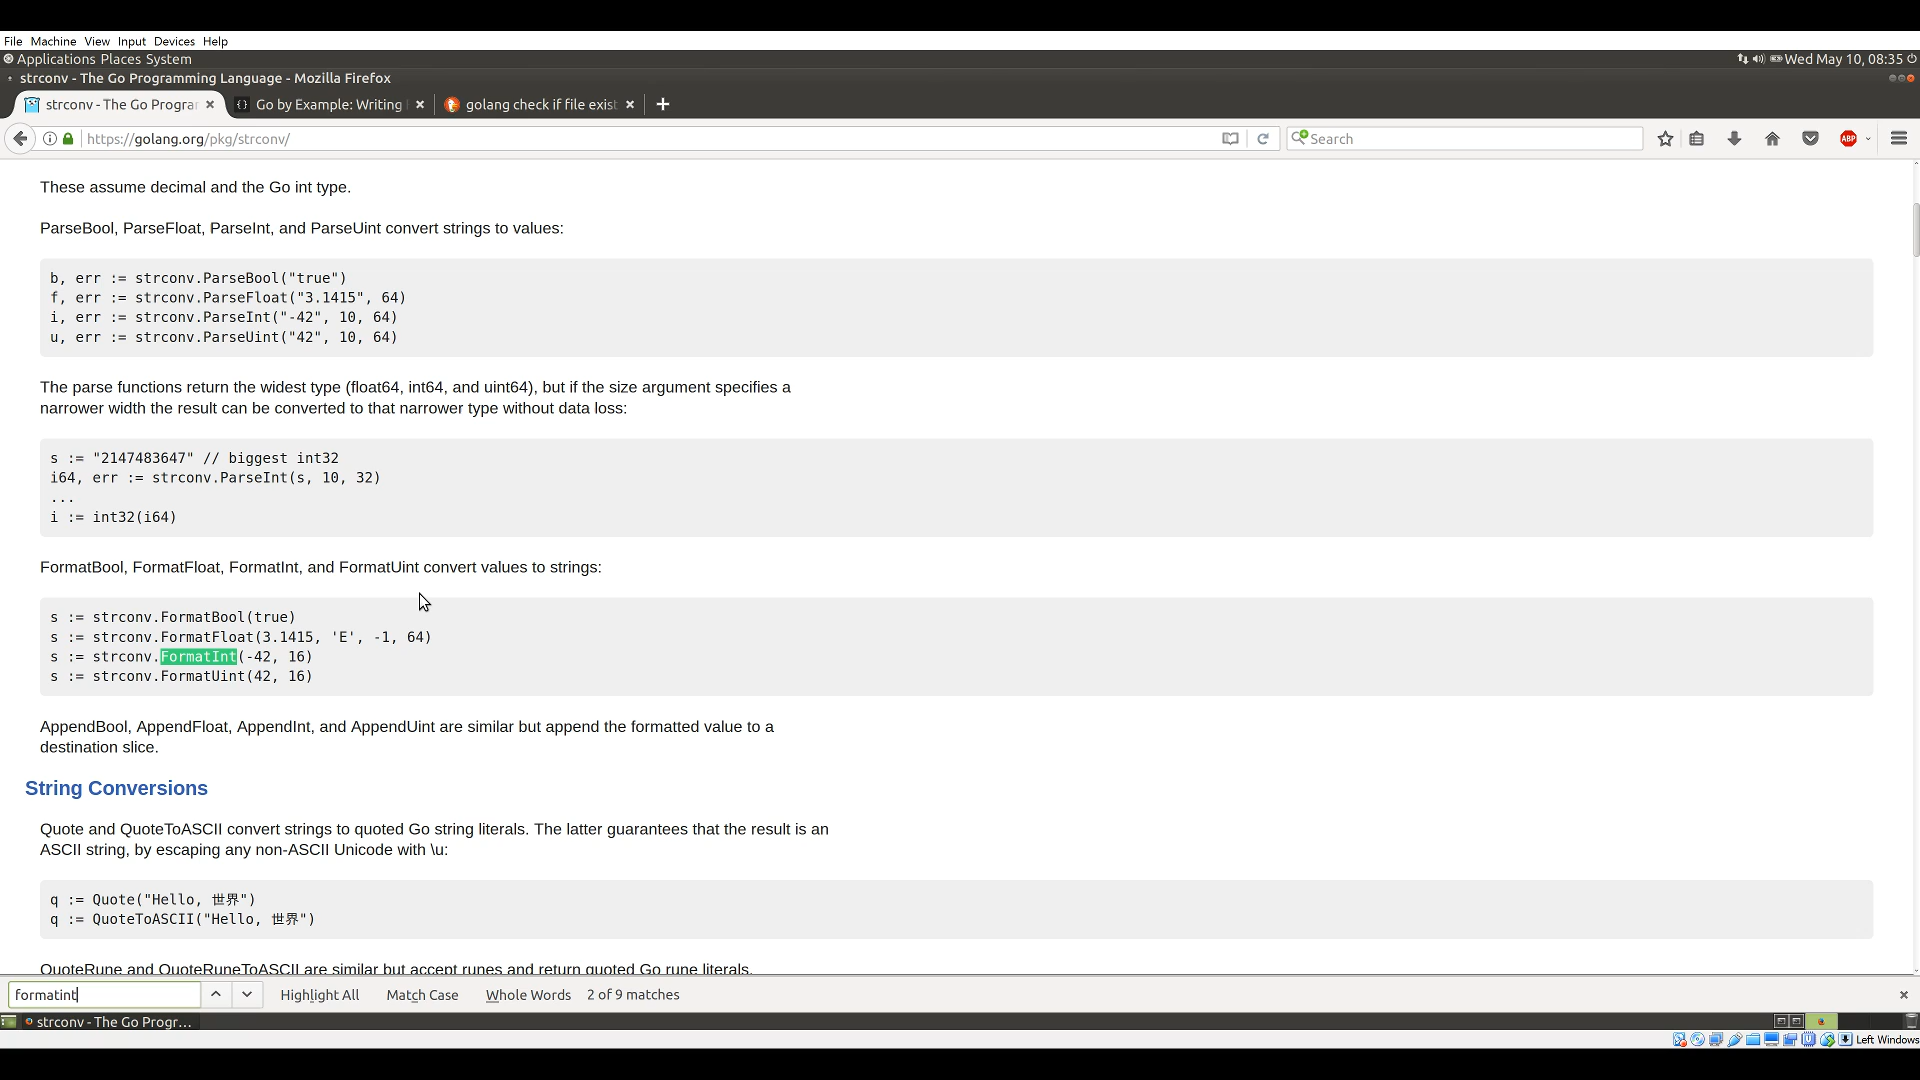 File Machine View Input Devices Help
Applications Places System
Wed May 10, 08:35
strconv - The Go Programming Language - Mozilla Firefox
strconv - The Go Progra
Go by Example: Writing
golang check if file exist
https://golang.org/pkg/strconv/
Search
ABP
These assume decimal and the Go int type.
ParseBool, ParseFloat, ParseInt, and ParseUint convert strings to values:
b, err := strconv.ParseBool("true")
f, err := strconv.ParseFloat("3.1415", 64)
i, err := strconv.ParseInt("-42", 10, 64)
u, err := strconv.ParseUint("42", 10, 64)
The parse functions return the widest type (float64, int64, and uint64), but if the size argument specifies a
narrower width the result can be converted to that narrower type without data loss:
s := "2147483647" // biggest int32
i64, err := strconv.ParseInt(s, 10, 32)
...
i := int32(i64)
FormatBool, FormatFloat, FormatInt, and FormatUint convert values to strings:
s := strconv.FormatBool(true)
s := strconv.FormatFloat(3.1415, 'E', -1, 64)
s := strconv.FormatInt(-42, 16)
s := strconv.FormatUint(42, 16)
AppendBool, AppendFloat, AppendInt, and AppendUint are similar but append the formatted value to a
destination slice.
String Conversions
Quote and QuoteToASCII convert strings to quoted Go string literals. The latter guarantees that the result is an
ASCII string, by escaping any non-ASCII Unicode with \u:
q := Quote("Hello, 世界")
q := QuoteToASCII("Hello, 世界")
QuoteRune and QuoteRuneToASCII are similar but accept runes and return quoted Go rune literals.
formatint
Highlight All
Match Case
Whole Words
2 of 9 matches
strconv - The Go Progr...
Left Windows